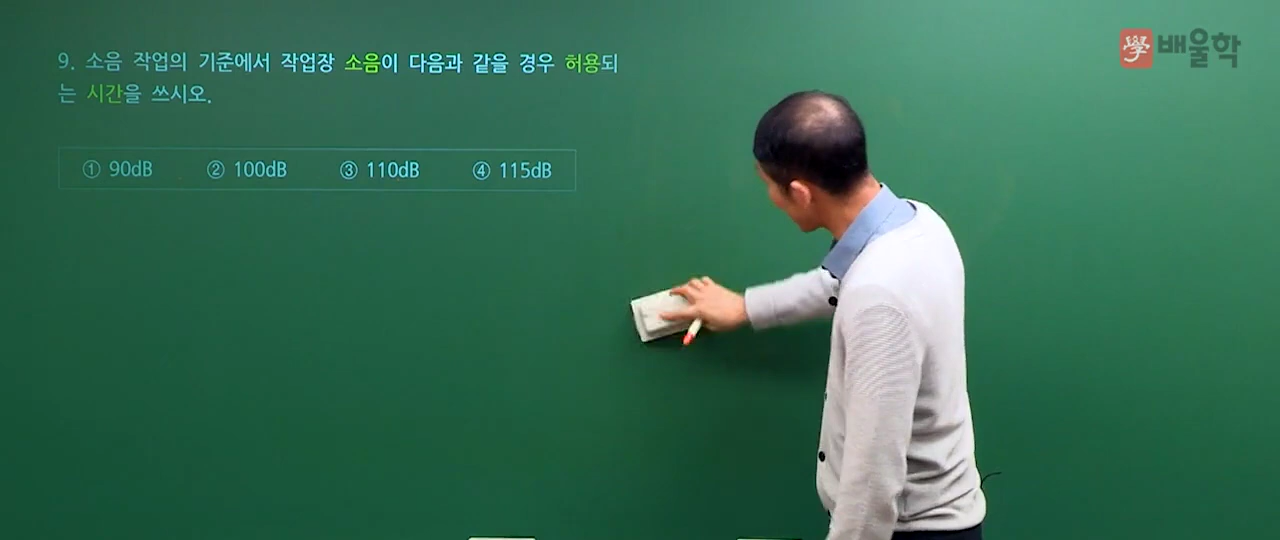 學 배울학
9. 소음 작업의 기준에서 작업장 소음이 다음과 같을 경우 허용되
는 시간을 쓰시오.
① 90dB ② 100dB ③ 110dB ④ 115dB